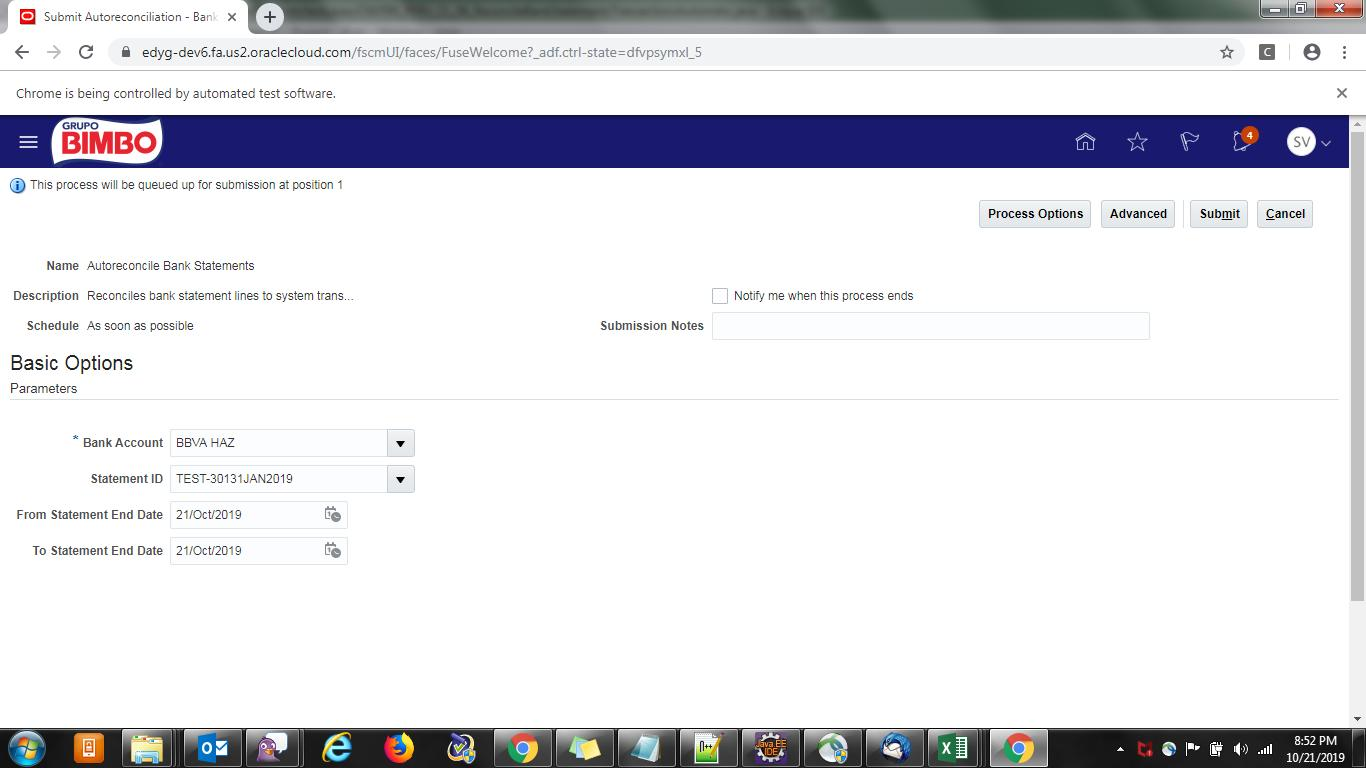 Submit Autoreconciliation - Bank
edyg-dev6.fa.us2.oraclecloud.com/fscmUI/faces/FuseWelcome?_adf.ctrl-state=dfvpsymxl_5
C
Chrome is being controlled by automated test software.
GRUPO
BIMBO
4
SV
This process will be queued up for submission at position 1
Process Options
Advanced
Submit
Cancel
Name Autoreconcile Bank Statements
Description Reconciles bank statement lines to system trans...
Notify me when this process ends
Schedule As soon as possible
Submission Notes
Basic Options
Parameters
* Bank Account BBVA HAZ
Statement ID TEST-30131JAN2019
From Statement End Date 21/Oct/2019
To Statement End Date 21/Oct/2019
Java EE
IDE
8:52 PM
10/21/2019